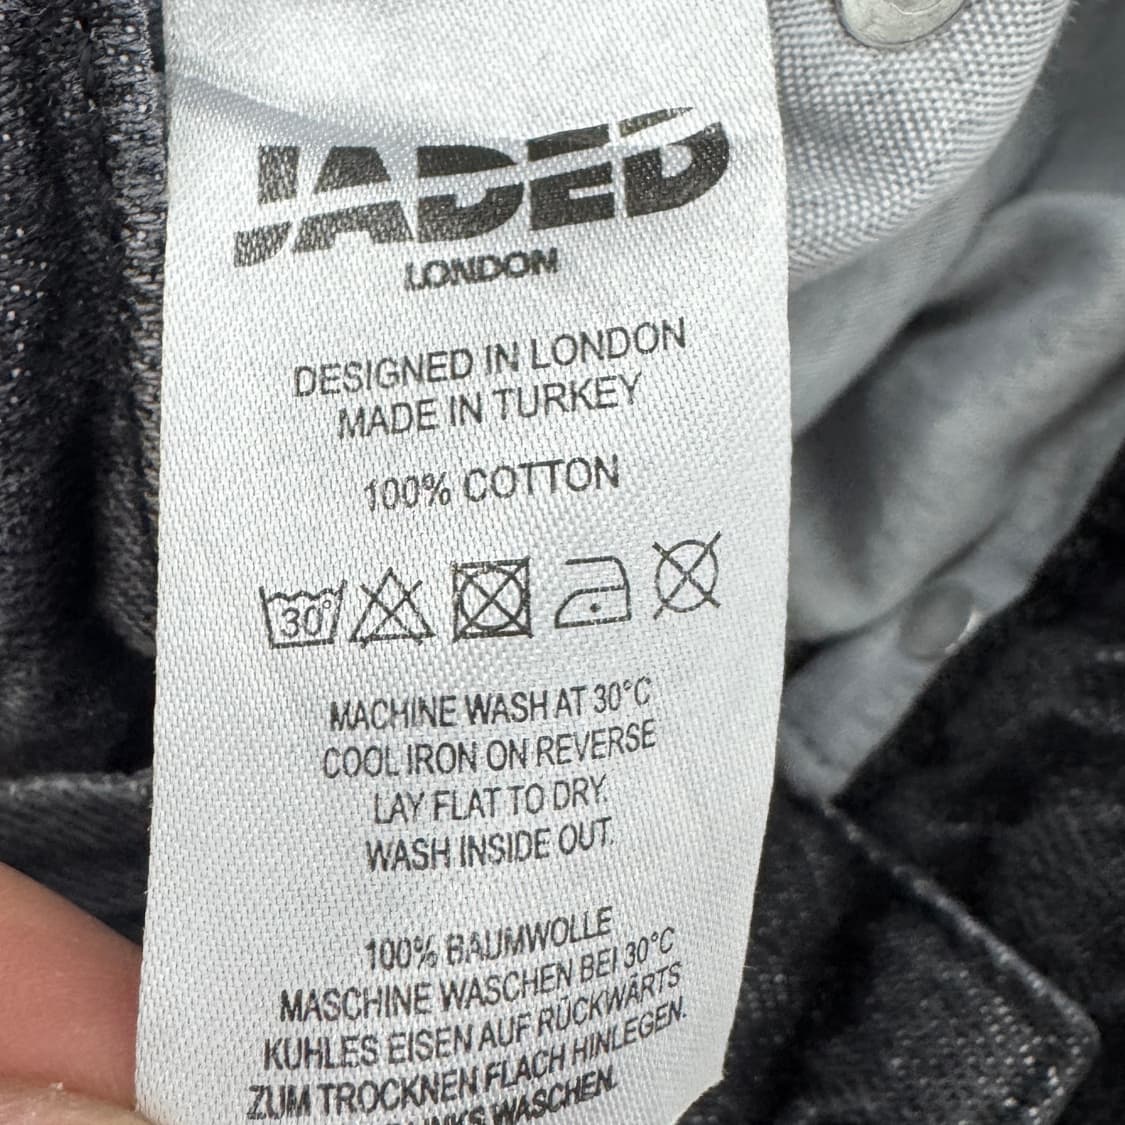 JADED
LONDON
DESIGNED IN LONDON
MADE IN TURKEY
100% COTTON
30°
MACHINE WASH AT 30°C
COOL IRON ON REVERSE
LAY FLAT TO DRY.
WASH INSIDE OUT.
100% BAUMWOLLE
MASCHINE WASCHEN BEI 30°C
KUHLES EISEN AUF RÜCKWÄRTS
ZUM TROCKNEN FLACH HINLEGEN.
WASCHEN.